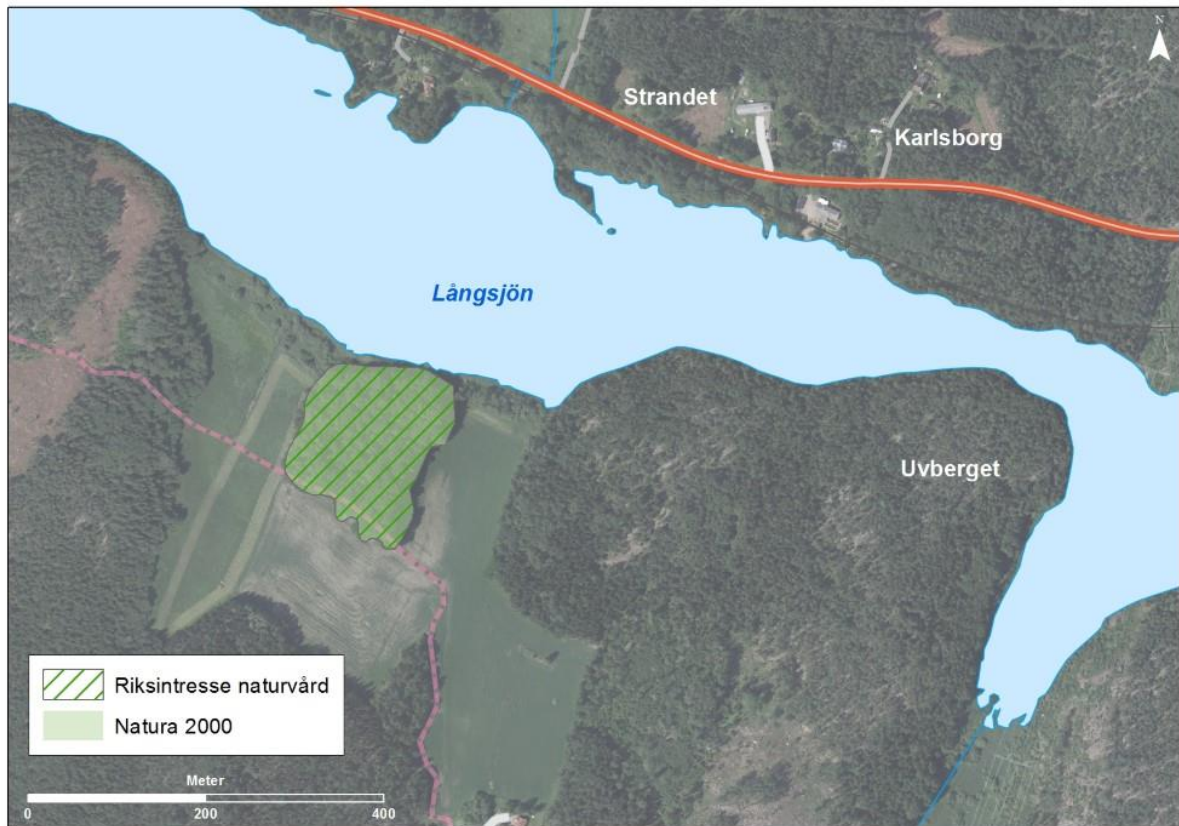 N
Strandet
Karlsborg
Långsjön
Uvberget
Riksintresse naturvård
Natura 2000
Meter
0 200 400